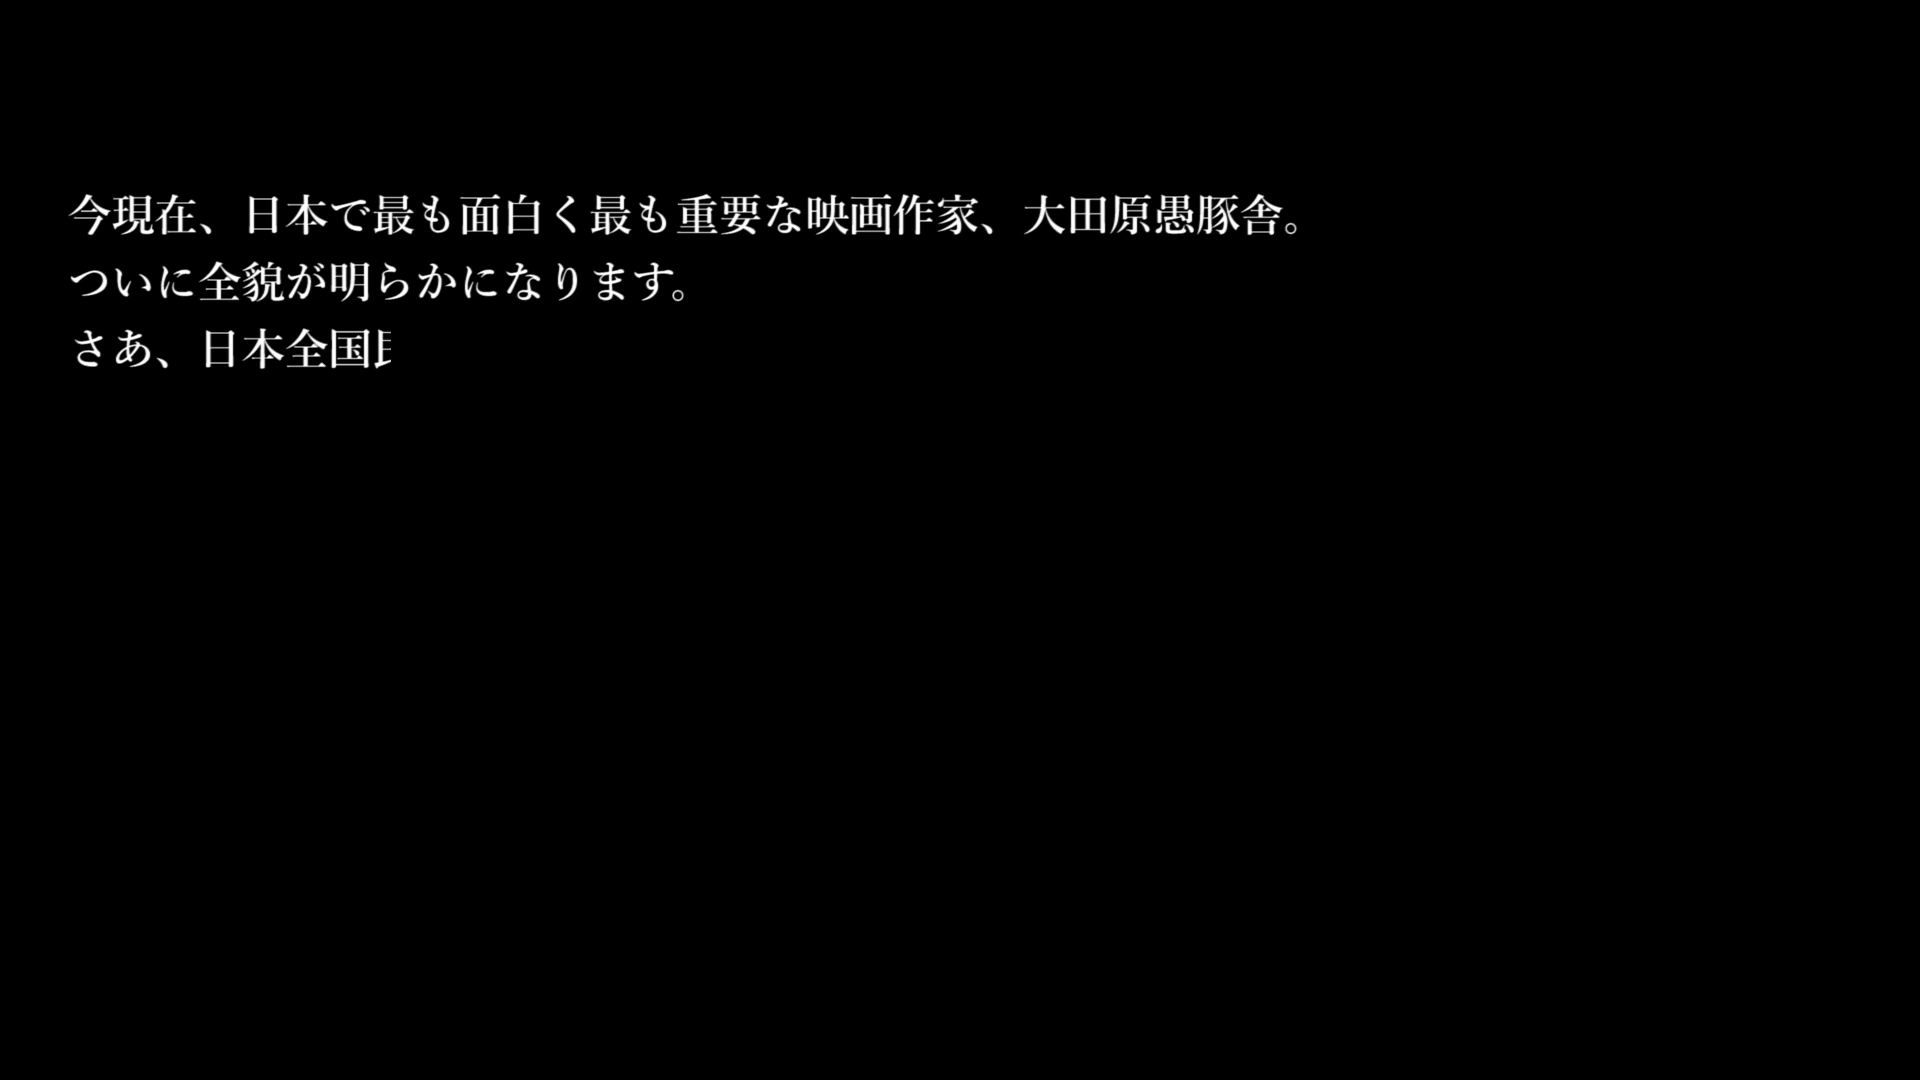 今現在、日本で最も面白く最も重要な映画作家、大田原愚豚舎。
ついに全貌が明らかになります。
さあ、日本全国